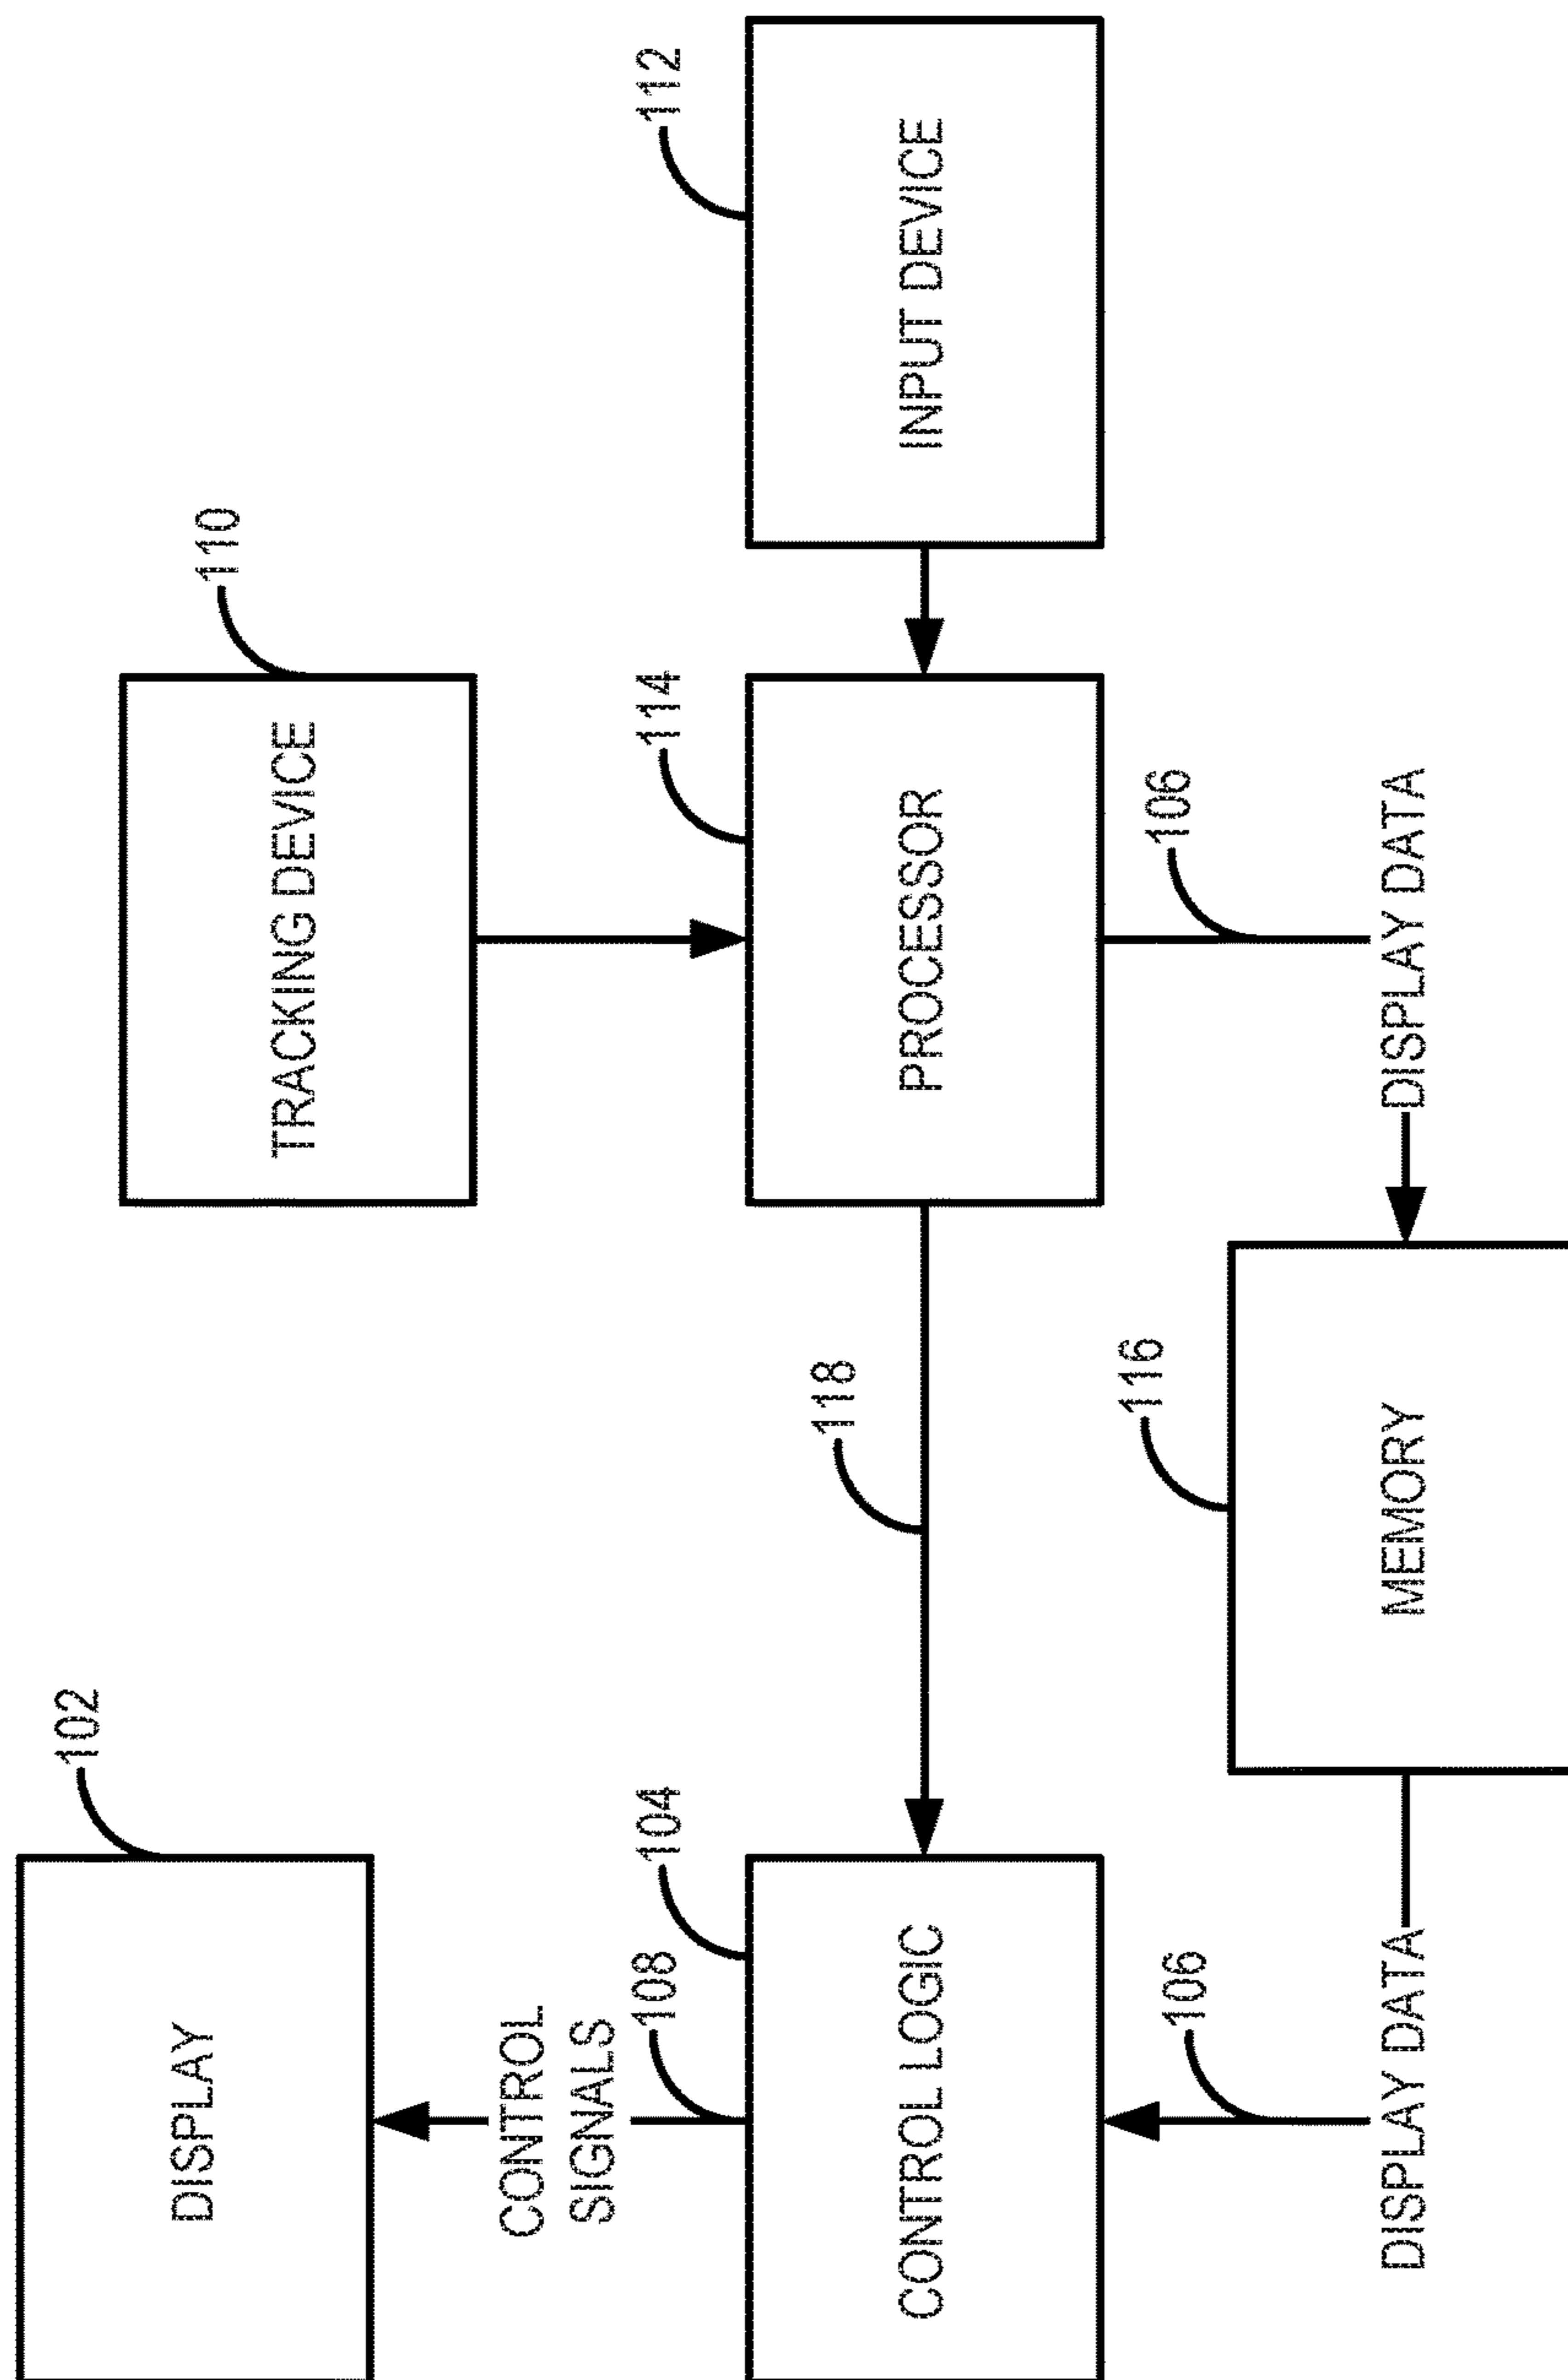 102
DISPLAY
110
TRACKING DEVICE
CONTROL
SIGNALS
108
104
CONTROL LOGIC
118
114
PROCESSOR
112
INPUT DEVICE
106
DISPLAY DATA
116
MEMORY
106
DISPLAY DATA